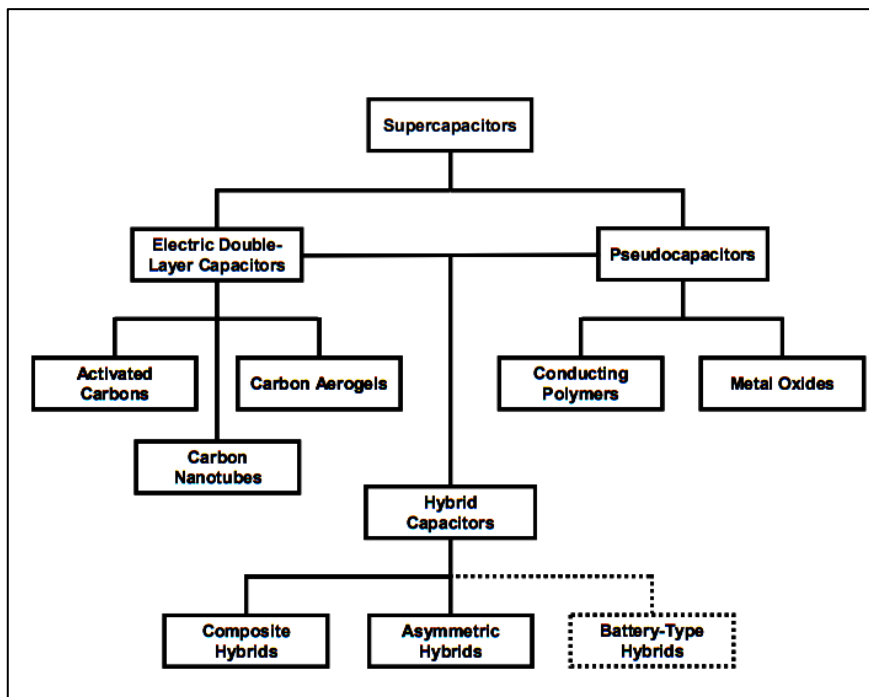 Supercapacitors
Electric Double-
Layer Capacitors
Pseudocapacitors
Activated
Carbons
Carbon Aerogels
Conducting
Polymers
Metal Oxides
Carbon
Nanotubes
Hybrid
Capacitors
Composite
Hybrids
Asymmetric
Hybrids
Battery-Type
Hybrids